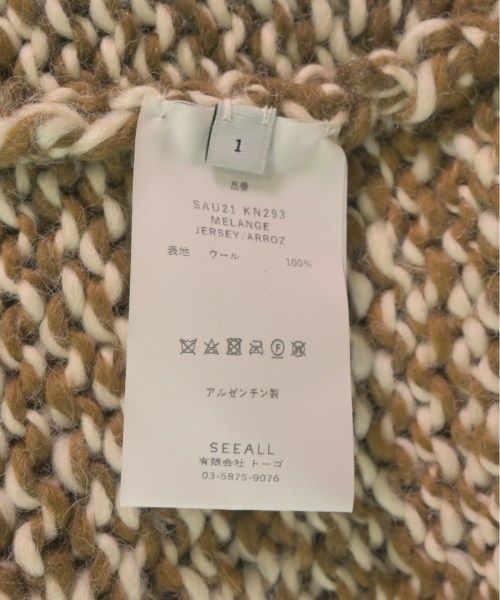 1
品番
SAU21 KN293
MELANGE
JERSEY/ARROZ
表地 ウール 100%
アルゼンチン製
SEEALL
有限会社 トーゴ
03-5875-9076